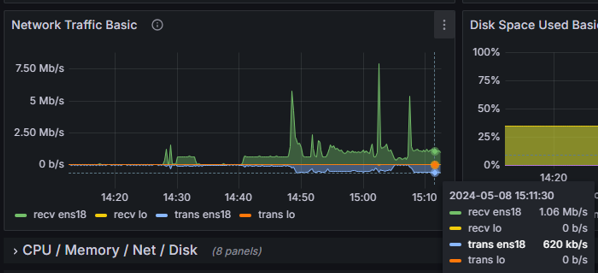 Network Traffic Basic
Disk Space Used Basi
7.50 Mb/s
5 Mb/s
2.50 Mb/s
0 b/s
14:20
14:30
14:40
14:50
15:00
15:10
recv ens18
recv lo
trans ens18
trans lo
100%
75%
50%
25%
0%
14:20
2024-05-08 15:11:30
recv ens18 1.06 Mb/s
recv lo 0 b/s
trans ens18 620 kb/s
trans lo 0 b/s
CPU / Memory / Net / Disk (8 panels)